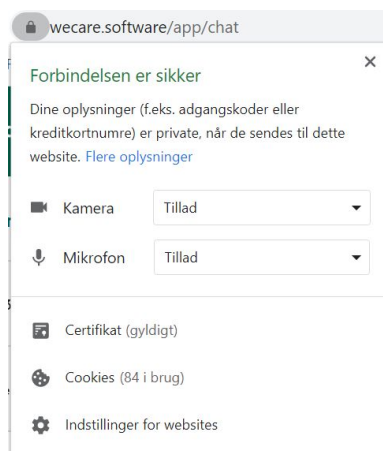 wecare.software/app/chat
Forbindelsen er sikker
Dine oplysninger (f.eks. adgangskoder eller
kreditkortnumre) er private, når de sendes til dette
website. Flere oplysninger
Kamera Tillad
Mikrofon Tillad
Certifikat (gyldigt)
Cookies (84 i brug)
Indstillinger for websites